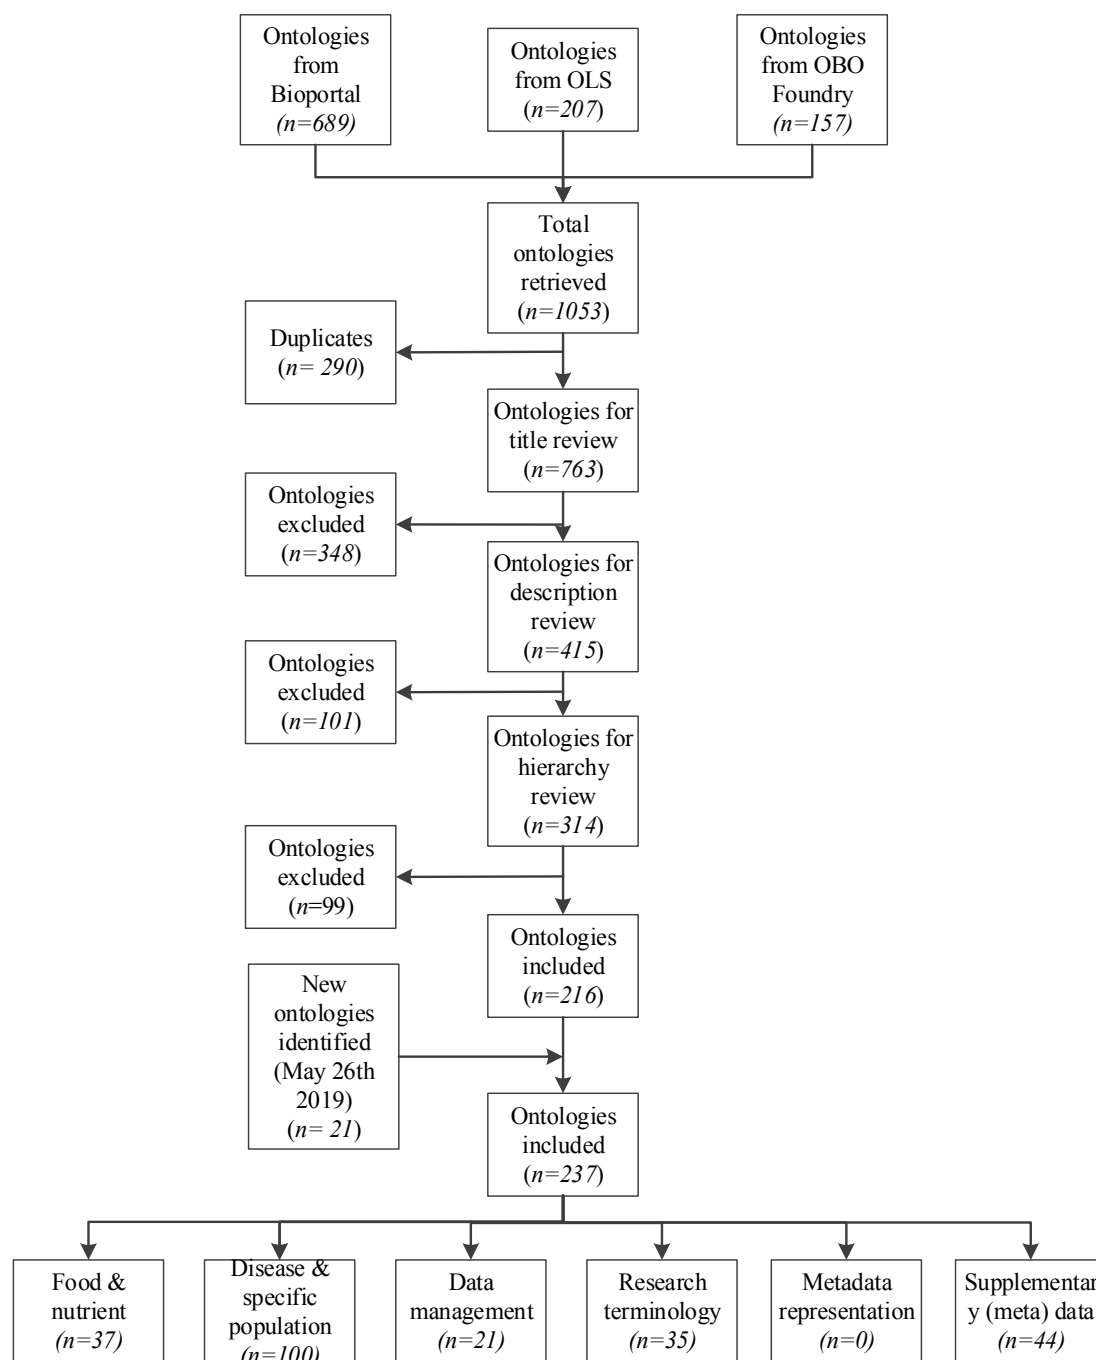 Ontologies
from
Bioportal
(n=689)
Ontologies
from OLS
(n=207)
Ontologies
from OBO
Foundry
(n=157)
Total
ontologies
retrieved
(n=1053)
Duplicates
(n= 290)
Ontologies for
title review
(n=763)
Ontologies
excluded
(n=348)
Ontologies for
description
review
(n=415)
Ontologies
excluded
(n=101)
Ontologies for
hierarchy
review
(n=314)
Ontologies
excluded
(n=99)
Ontologies
included
(n=216)
New
ontologies
identified
(May 26th
2019)
(n= 21)
Ontologies
included
(n=237)
Food &
nutrient
(n=37)
Disease &
specific
population
(n=100)
Data
management
(n=21)
Research
terminology
(n=35)
Metadata
representation
(n=0)
Supplementar
y (meta) data
(n=44)